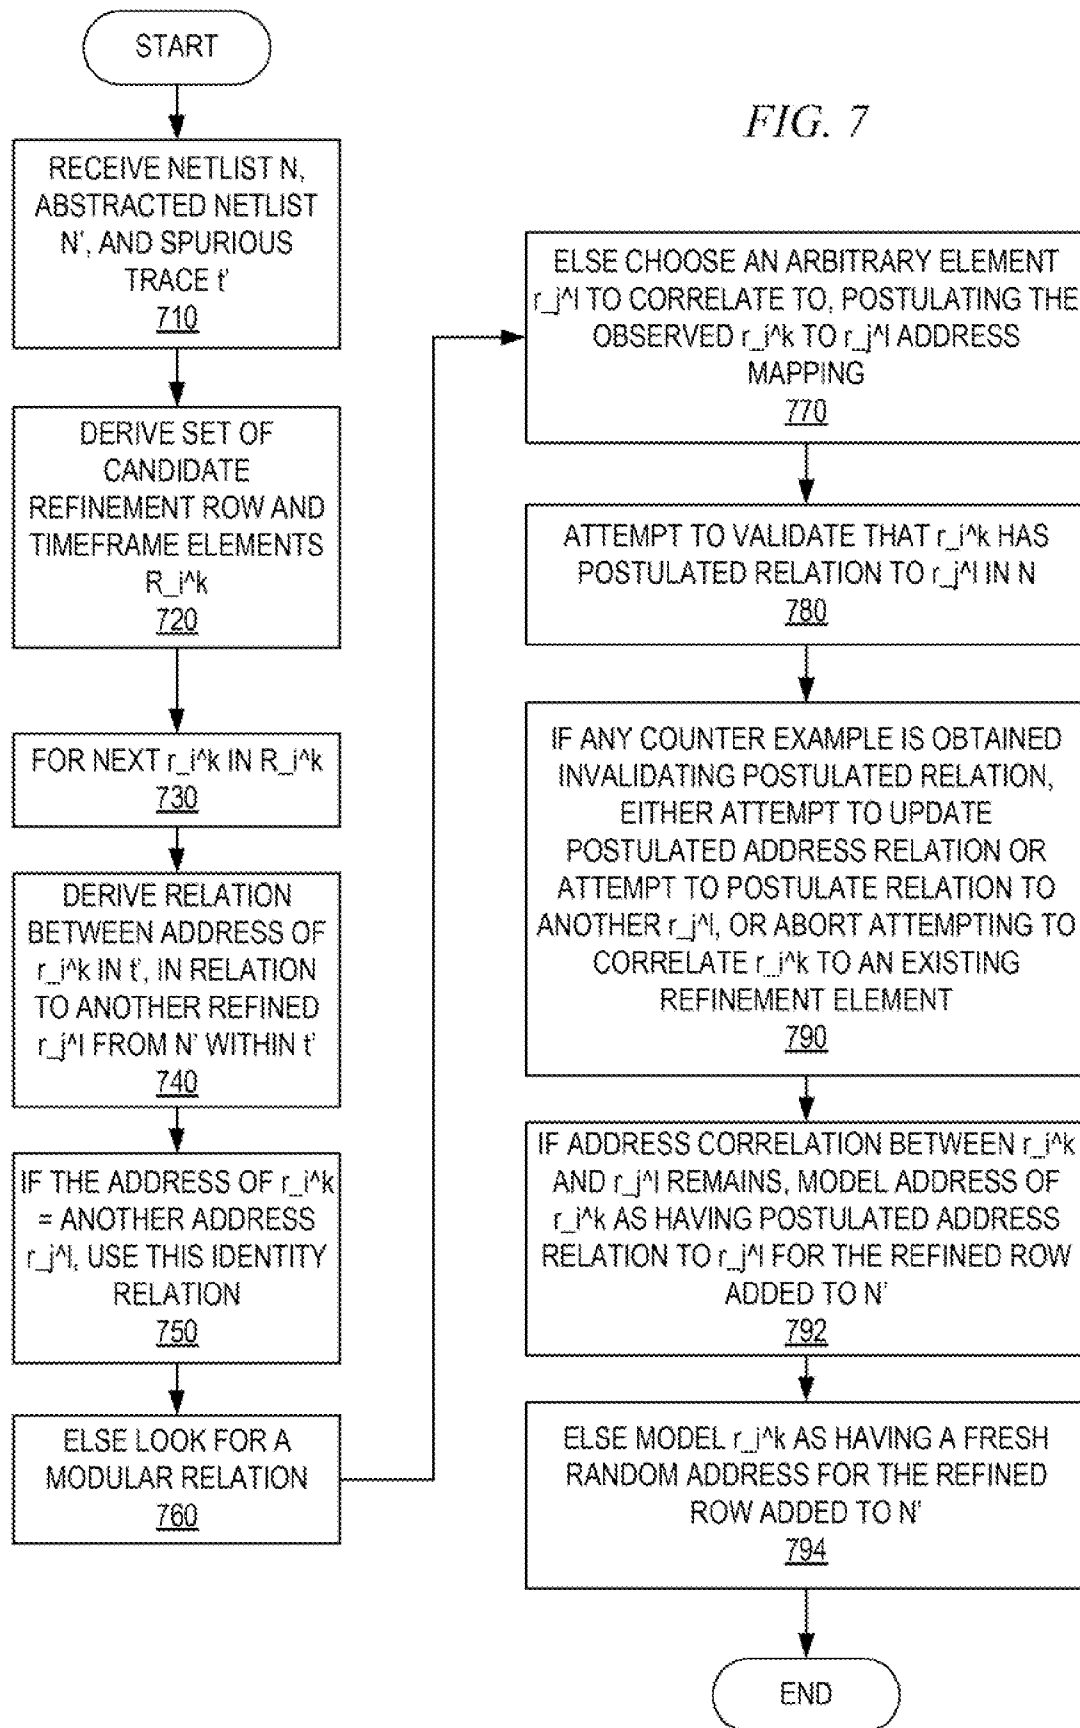 START
FIG. 7
RECEIVE NETLIST N,
ABSTRACTED NETLIST
N', AND SPURIOUS
TRACE t'
710
DERIVE SET OF
CANDIDATE
REFINEMENT ROW AND
TIMEFRAME ELEMENTS
R_i^k
720
FOR NEXT r_i^k IN R_i^k
730
DERIVE RELATION
BETWEEN ADDRESS OF
r_i^k IN t', IN RELATION
TO ANOTHER REFINED
r_j^l FROM N' WITHIN t'
740
IF THE ADDRESS OF r_i^k
= ANOTHER ADDRESS
r_j^l, USE THIS IDENTITY
RELATION
750
ELSE LOOK FOR A
MODULAR RELATION
760
ELSE CHOOSE AN ARBITRARY ELEMENT
r_j^l TO CORRELATE TO, POSTULATING THE
OBSERVED r_i^k TO r_j^l ADDRESS
MAPPING
770
ATTEMPT TO VALIDATE THAT r_i^k HAS
POSTULATED RELATION TO r_j^l IN N
780
IF ANY COUNTER EXAMPLE IS OBTAINED
INVALIDATING POSTULATED RELATION,
EITHER ATTEMPT TO UPDATE
POSTULATED ADDRESS RELATION OR
ATTEMPT TO POSTULATE RELATION TO
ANOTHER r_j^l, OR ABORT ATTEMPTING TO
CORRELATE r_i^k TO AN EXISTING
REFINEMENT ELEMENT
790
IF ADDRESS CORRELATION BETWEEN r_i^k
AND r_j^l REMAINS, MODEL ADDRESS OF
r_i^k AS HAVING POSTULATED ADDRESS
RELATION TO r_j^l FOR THE REFINED ROW
ADDED TO N'
792
ELSE MODEL r_j^k AS HAVING A FRESH
RANDOM ADDRESS FOR THE REFINED
ROW ADDED TO N'
794
END